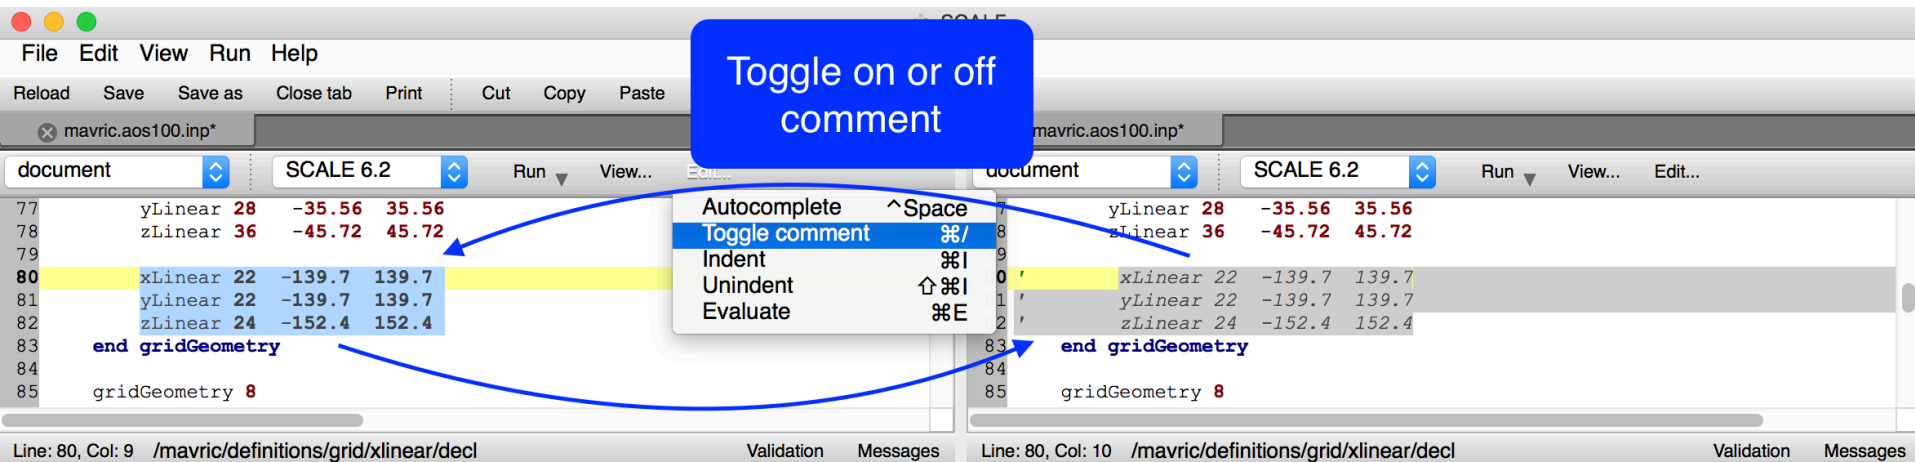 SCALE
File Edit View Run Help
Reload Save Save as Close tab Print Cut Copy Paste
Toggle on or off
comment
mavric.aos100.inp*
document SCALE 6.2 Run View... Edit...
77 yLinear 28 -35.56 35.56
78 zLinear 36 -45.72 45.72
79
80 xLinear 22 -139.7 139.7
81 yLinear 22 -139.7 139.7
82 zLinear 24 -152.4 152.4
83 end gridGeometry
84
85 gridGeometry 8
Line: 80, Col: 9 /mavric/definitions/grid/xlinear/decl Validation Messages
Autocomplete ^Space
Toggle comment ⌘/
Indent ⌘I
Unindent ⇧⌘I
Evaluate ⌘E
mavric.aos100.inp*
document SCALE 6.2 Run View... Edit...
7 yLinear 28 -35.56 35.56
8 zLinear 36 -45.72 45.72
9
0 ' xLinear 22 -139.7 139.7
1 ' yLinear 22 -139.7 139.7
2 ' zLinear 24 -152.4 152.4
83 end gridGeometry
84
85 gridGeometry 8
Line: 80, Col: 10 /mavric/definitions/grid/xlinear/decl Validation Messages